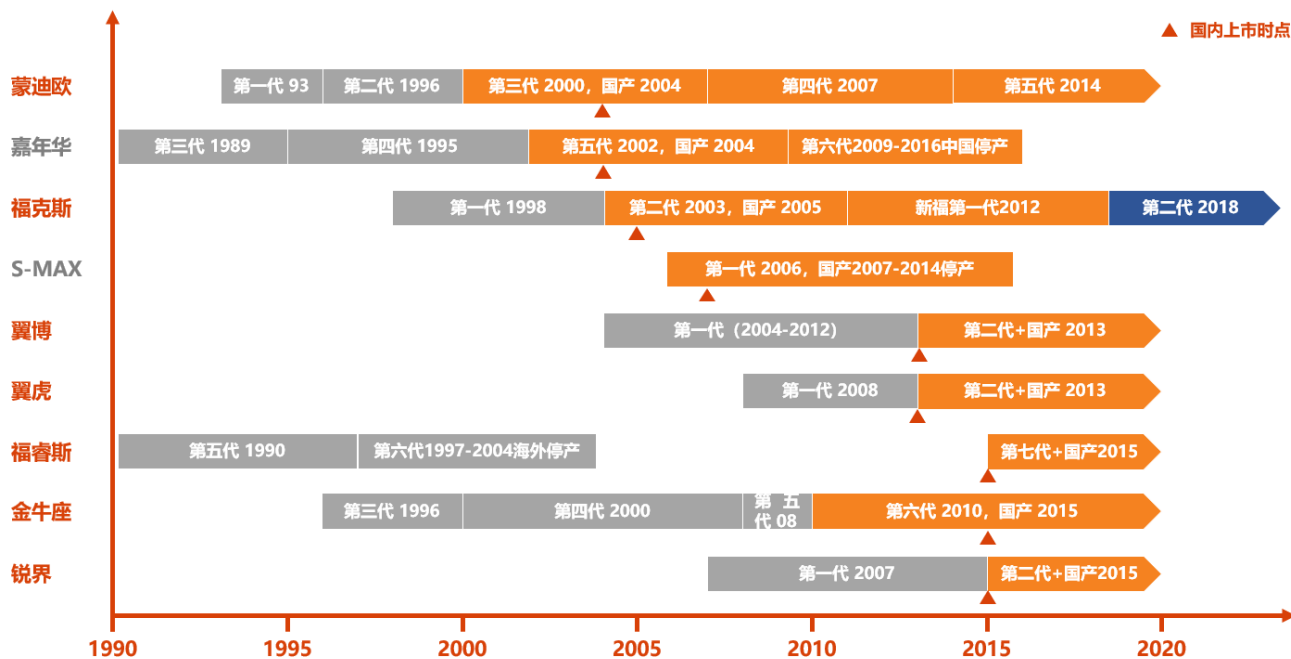 国内上市时点
蒙迪欧
第一代 93
第二代 1996
第三代 2000，国产 2004
第四代 2007
第五代 2014
嘉年华
第三代 1989
第四代 1995
第五代 2002，国产 2004
第六代2009-2016中国停产
福克斯
第一代 1998
第二代 2003，国产 2005
新福第一代2012
第二代 2018
S-MAX
第一代 2006，国产2007-2014停产
翼博
第一代（2004-2012）
第二代+国产 2013
翼虎
第一代 2008
第二代+国产 2013
福睿斯
第五代 1990
第六代1997-2004海外停产
第七代+国产2015
金牛座
第三代 1996
第四代 2000
第 五
代 08
第六代 2010，国产 2015
锐界
第一代 2007
第二代+国产2015
1990
1995
2000
2005
2010
2015
2020